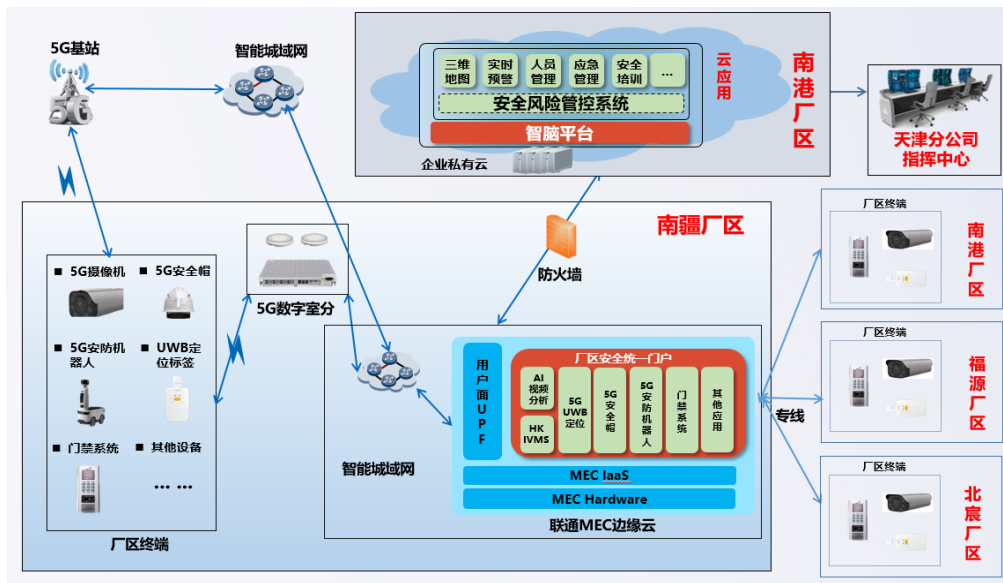 5G基站
5G
智能城域网
三维
地图
实时
预警
人员
管理
应急
管理
安全
培训
...
安全风险管控系统
智脑平台
企业私有云
云应用
南港厂区
天津分公司
指挥中心
南疆厂区
防火墙
5G数字室分
■ 5G摄像机
■ 5G安全帽
■ 5G安防机
器人
■ UWB定
位标签
■ 门禁系统
■ 其他设备
... ...
厂区终端
智能城域网
用户面UPF
厂区安全统一门户
AI
视频
分析
HK
IVMS
5G
UWB
定位
5G
安全帽
5G
安防机器人
门禁系统
其他应用
MEC IaaS
MEC Hardware
联通MEC边缘云
专线
厂区终端
南港厂区
厂区终端
福源厂区
厂区终端
北宸厂区